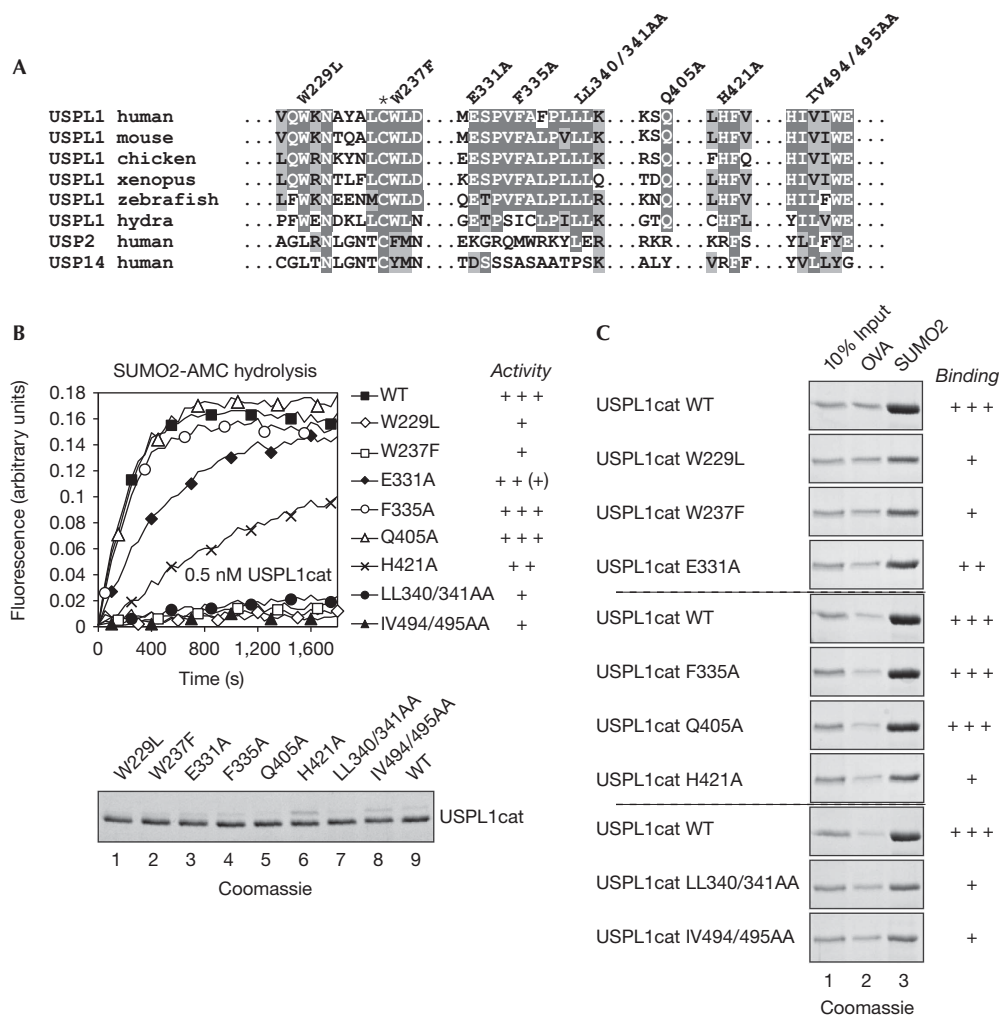 A
W229L *W237F E331A F335A LL340/341AA Q405A H421A IV494/495AA
USPL1 human ...VQWKNAYALCWLD...MESPVFAFPLLLK...KSQ...LHFV...HIVIWE...
USPL1 mouse ...VQWKNTQALCWLD...MESPVFALPVLLK...KSQ...LHFV...HIVIWE...
USPL1 chicken ...LQWRNKYNLCWLD...EESPVFALPLLLK...RSQ...FHFQ...HIVIWE...
USPL1 xenopus ...LQWRNTLFLCWLD...KESPVFALPLLLQ...TDQ...LHFV...HIVIWE...
USPL1 zebrafish ...LFWKNEENMCWLD...QETPVFALPLLLR...KNQ...LHFV...HILFWE...
USPL1 hydra ...PFWENDKLLCWLN...GETPSICLPILLK...GTQ...CHFL...YILVWE...
USP2 human ...AGLRNLGNTCFMN...EKGRQMWRKYLER...RKR...KRFS...YLLFYE...
USP14 human ...CGLTNLGNTCYMN...TDSSSASAATPSK...ALY...VRFF...YVLLYG...
B
SUMO2-AMC hydrolysis
Activity
Fluorescence (arbitrary units)
0.18
0.16
0.14
0.12
0.1
0.08
0.06
0.04
0.02
0
0 400 800 1,200 1,600
Time (s)
0.5 nM USPL1cat
WT + + +
W229L +
W237F +
E331A + + (+)
F335A + + +
Q405A + + +
H421A + +
LL340/341AA +
IV494/495AA +
W229L W237F E331A F335A Q405A H421A LL340/341AA IV494/495AA WT
USPL1cat
1 2 3 4 5 6 7 8 9
Coomassie
C
10% Input OVA SUMO2
Binding
USPL1cat WT + + +
USPL1cat W229L +
USPL1cat W237F +
USPL1cat E331A + +
USPL1cat WT + + +
USPL1cat F335A + + +
USPL1cat Q405A + + +
USPL1cat H421A +
USPL1cat WT + + +
USPL1cat LL340/341AA +
USPL1cat IV494/495AA +
1 2 3
Coomassie